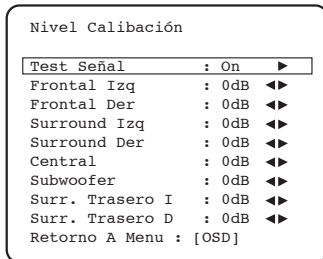 Nivel Calibación
Test Señal : On ►
Frontal Izq : 0dB ◄►
Frontal Der : 0dB ◄►
Surround Izq : 0dB ◄►
Surround Der : 0dB ◄►
Central : 0dB ◄►
Subwoofer : 0dB ◄►
Surr. Trasero I : 0dB ◄►
Surr. Trasero D : 0dB ◄►
Retorno A Menu : [OSD]